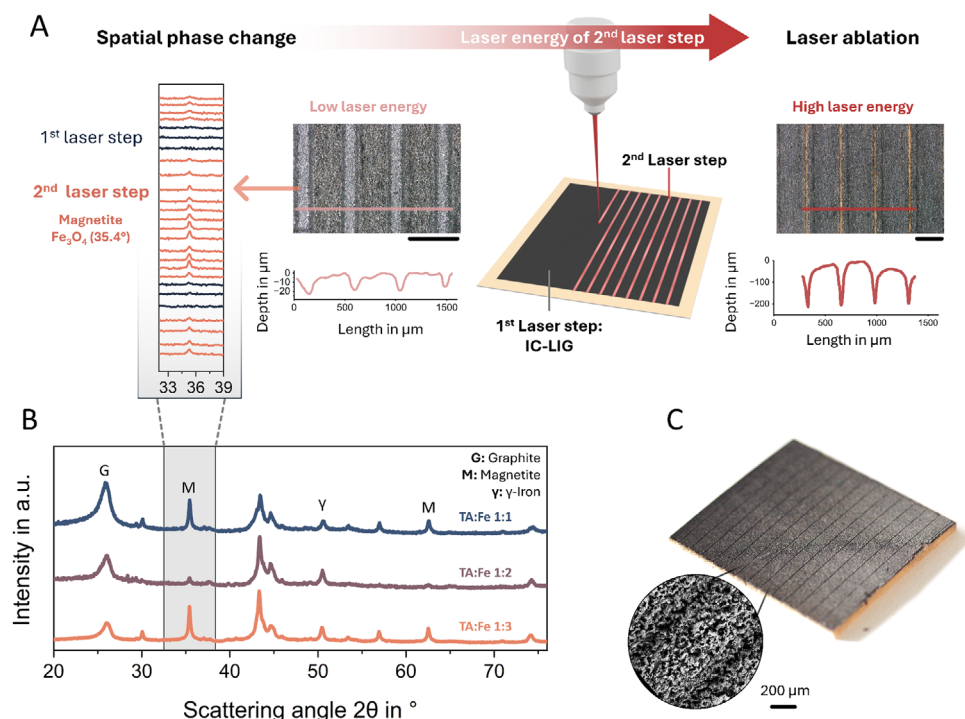 A
Spatial phase change
Laser energy of 2nd laser step
Laser ablation
1st laser step
2nd laser step
Magnetite
Fe3O4 (35.4°)
33 36 39
Low laser energy
Depth in µm
0
−10
−20
0 500 1000 1500
Length in µm
2nd Laser step
1st Laser step:
IC-LIG
High laser energy
Depth in µm
0
-100
-200
0 500 1000 1500
Length in µm
B
G: Graphite
M: Magnetite
γ: γ-Iron
G
M
γ
M
TA:Fe 1:1
TA:Fe 1:2
TA:Fe 1:3
Intensity in a.u.
20 30 40 50 60 70
Scattering angle 2θ in °
C
200 µm